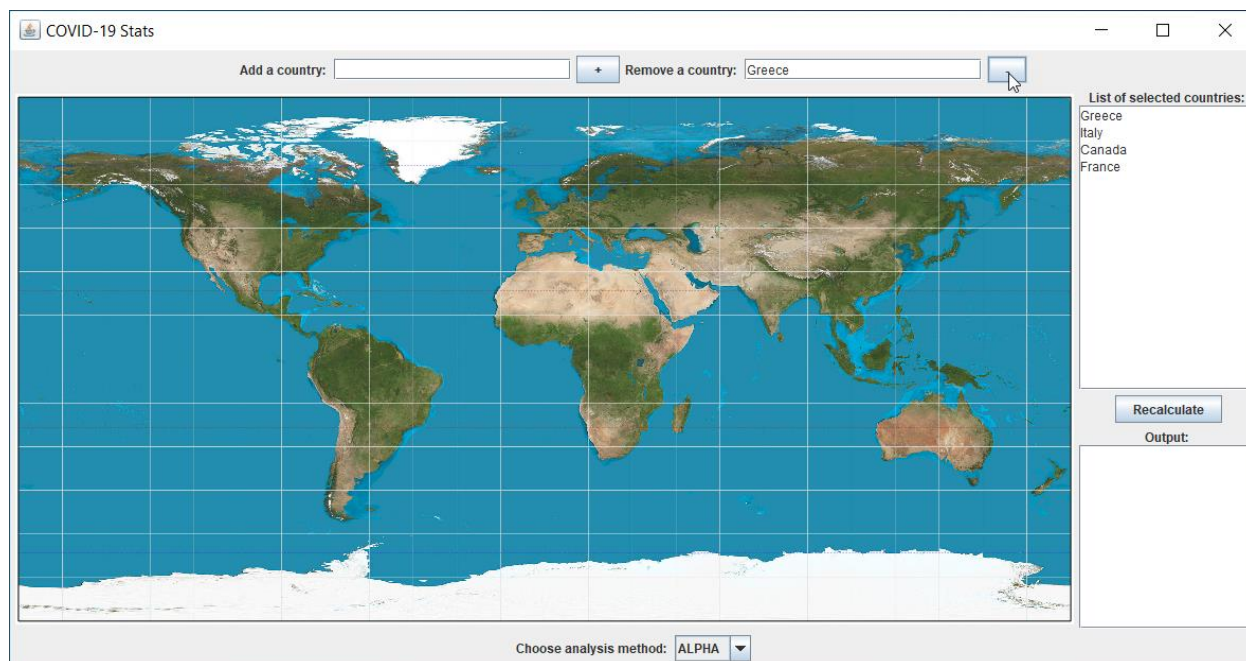 COVID-19 Stats
Add a country: + Remove a country: Greece -
List of selected countries:
Greece
Italy
Canada
France
Recalculate
Output:
Choose analysis method: ALPHA